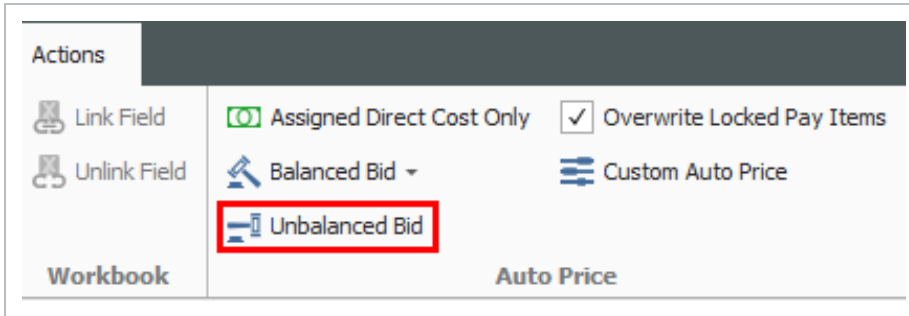 Actions
Link Field
Unlink Field
Workbook
Assigned Direct Cost Only
Balanced Bid
Unbalanced Bid
Overwrite Locked Pay Items
Custom Auto Price
Auto Price